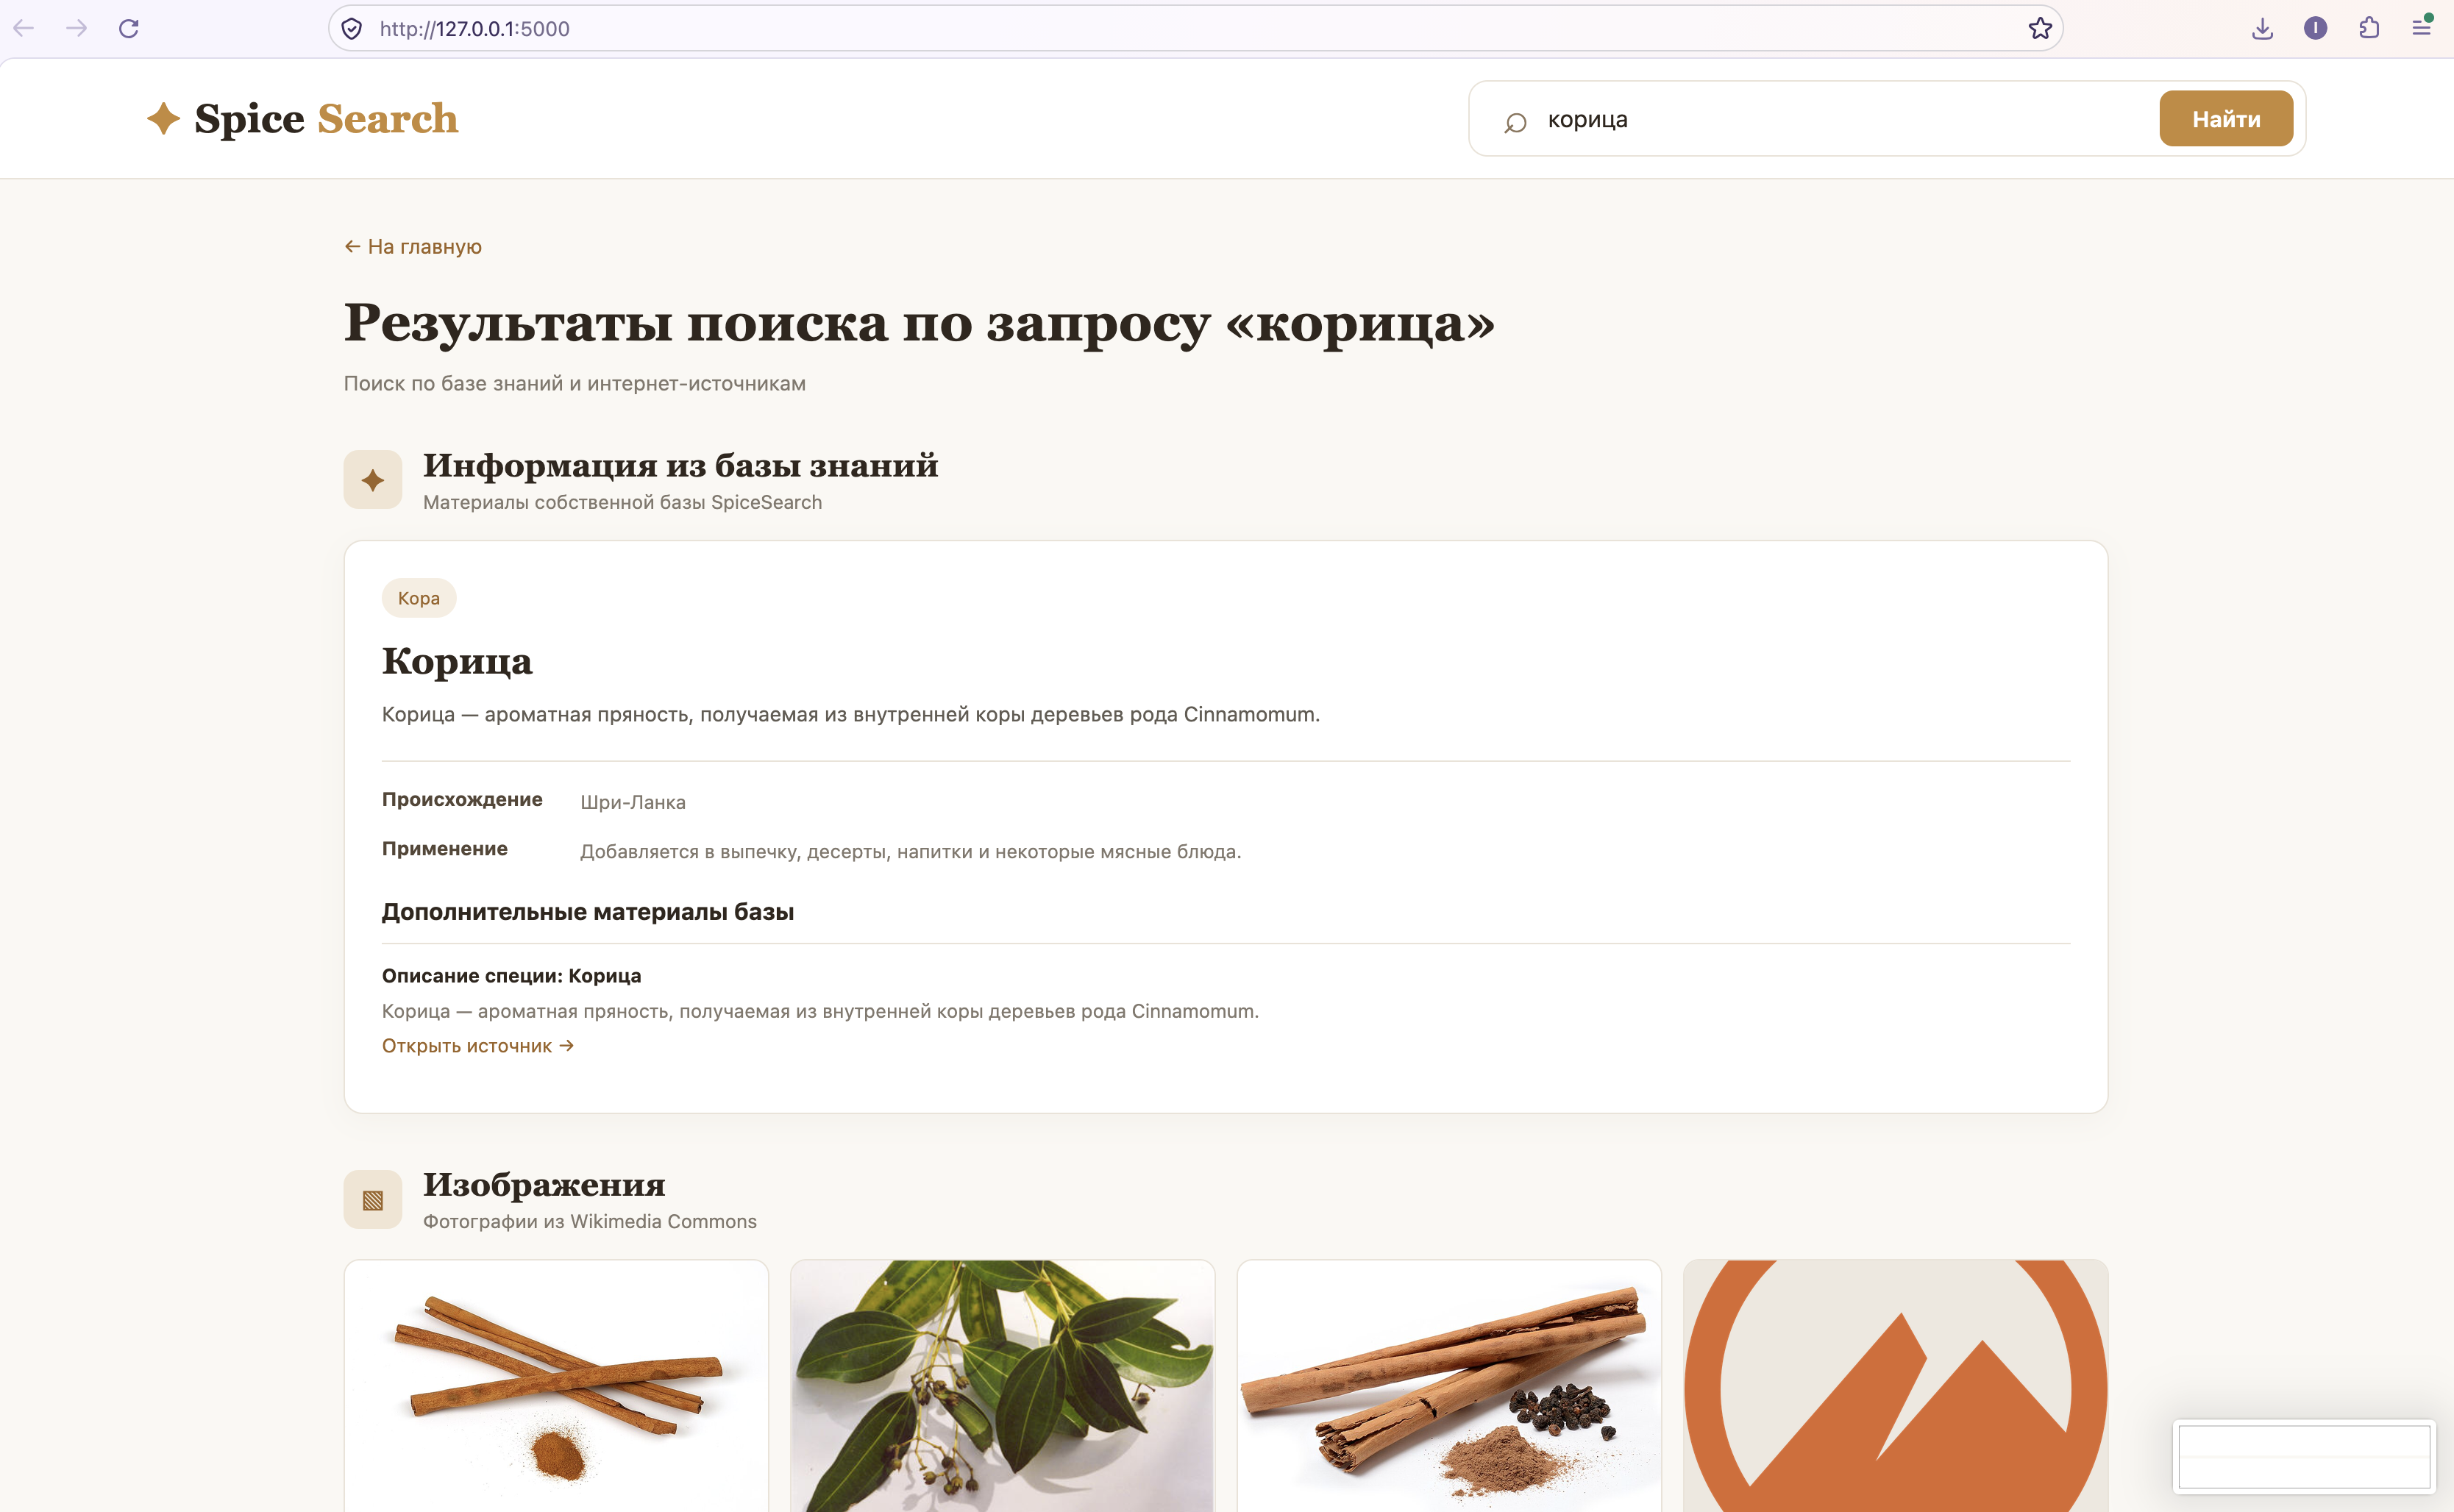 http://127.0.0.1:5000
I
Spice Search
корица
Найти
← На главную
Результаты поиска по запросу «корица»
Поиск по базе знаний и интернет-источникам
Информация из базы знаний
Материалы собственной базы SpiceSearch
Кора
Корица
Корица — ароматная пряность, получаемая из внутренней коры деревьев рода Cinnamomum.
Происхождение Шри-Ланка
Применение Добавляется в выпечку, десерты, напитки и некоторые мясные блюда.
Дополнительные материалы базы
Описание специи: Корица
Корица — ароматная пряность, получаемая из внутренней коры деревьев рода Cinnamomum.
Открыть источник →
Изображения
Фотографии из Wikimedia Commons